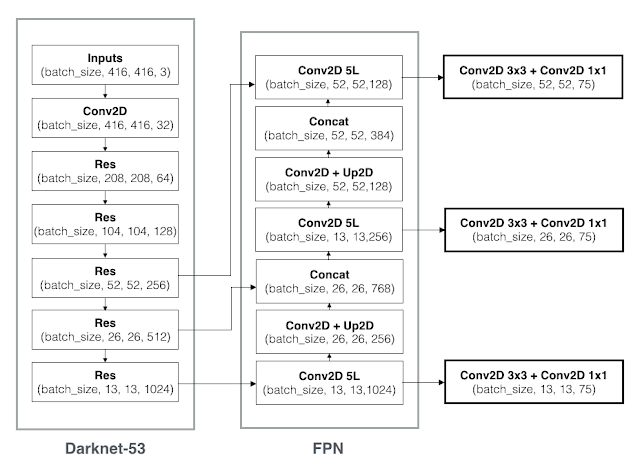 Inputs
(batch_size, 416, 416, 3)
Conv2D
(batch_size, 416, 416, 32)
Res
(batch_size, 208, 208, 64)
Res
(batch_size, 104, 104, 128)
Res
(batch_size, 52, 52, 256)
Res
(batch_size, 26, 26, 512)
Res
(batch_size, 13, 13, 1024)
Darknet-53
Conv2D 5L
(batch_size, 52, 52,128)
Concat
(batch_size, 52, 52, 384)
Conv2D + Up2D
(batch_size, 52, 52,128)
Conv2D 5L
(batch_size, 13, 13,256)
Concat
(batch_size, 26, 26, 768)
Conv2D + Up2D
(batch_size, 26, 26, 256)
Conv2D 5L
(batch_size, 13, 13,1024)
FPN
Conv2D 3x3 + Conv2D 1x1
(batch_size, 52, 52, 75)
Conv2D 3x3 + Conv2D 1x1
(batch_size, 26, 26, 75)
Conv2D 3x3 + Conv2D 1x1
(batch_size, 13, 13, 75)